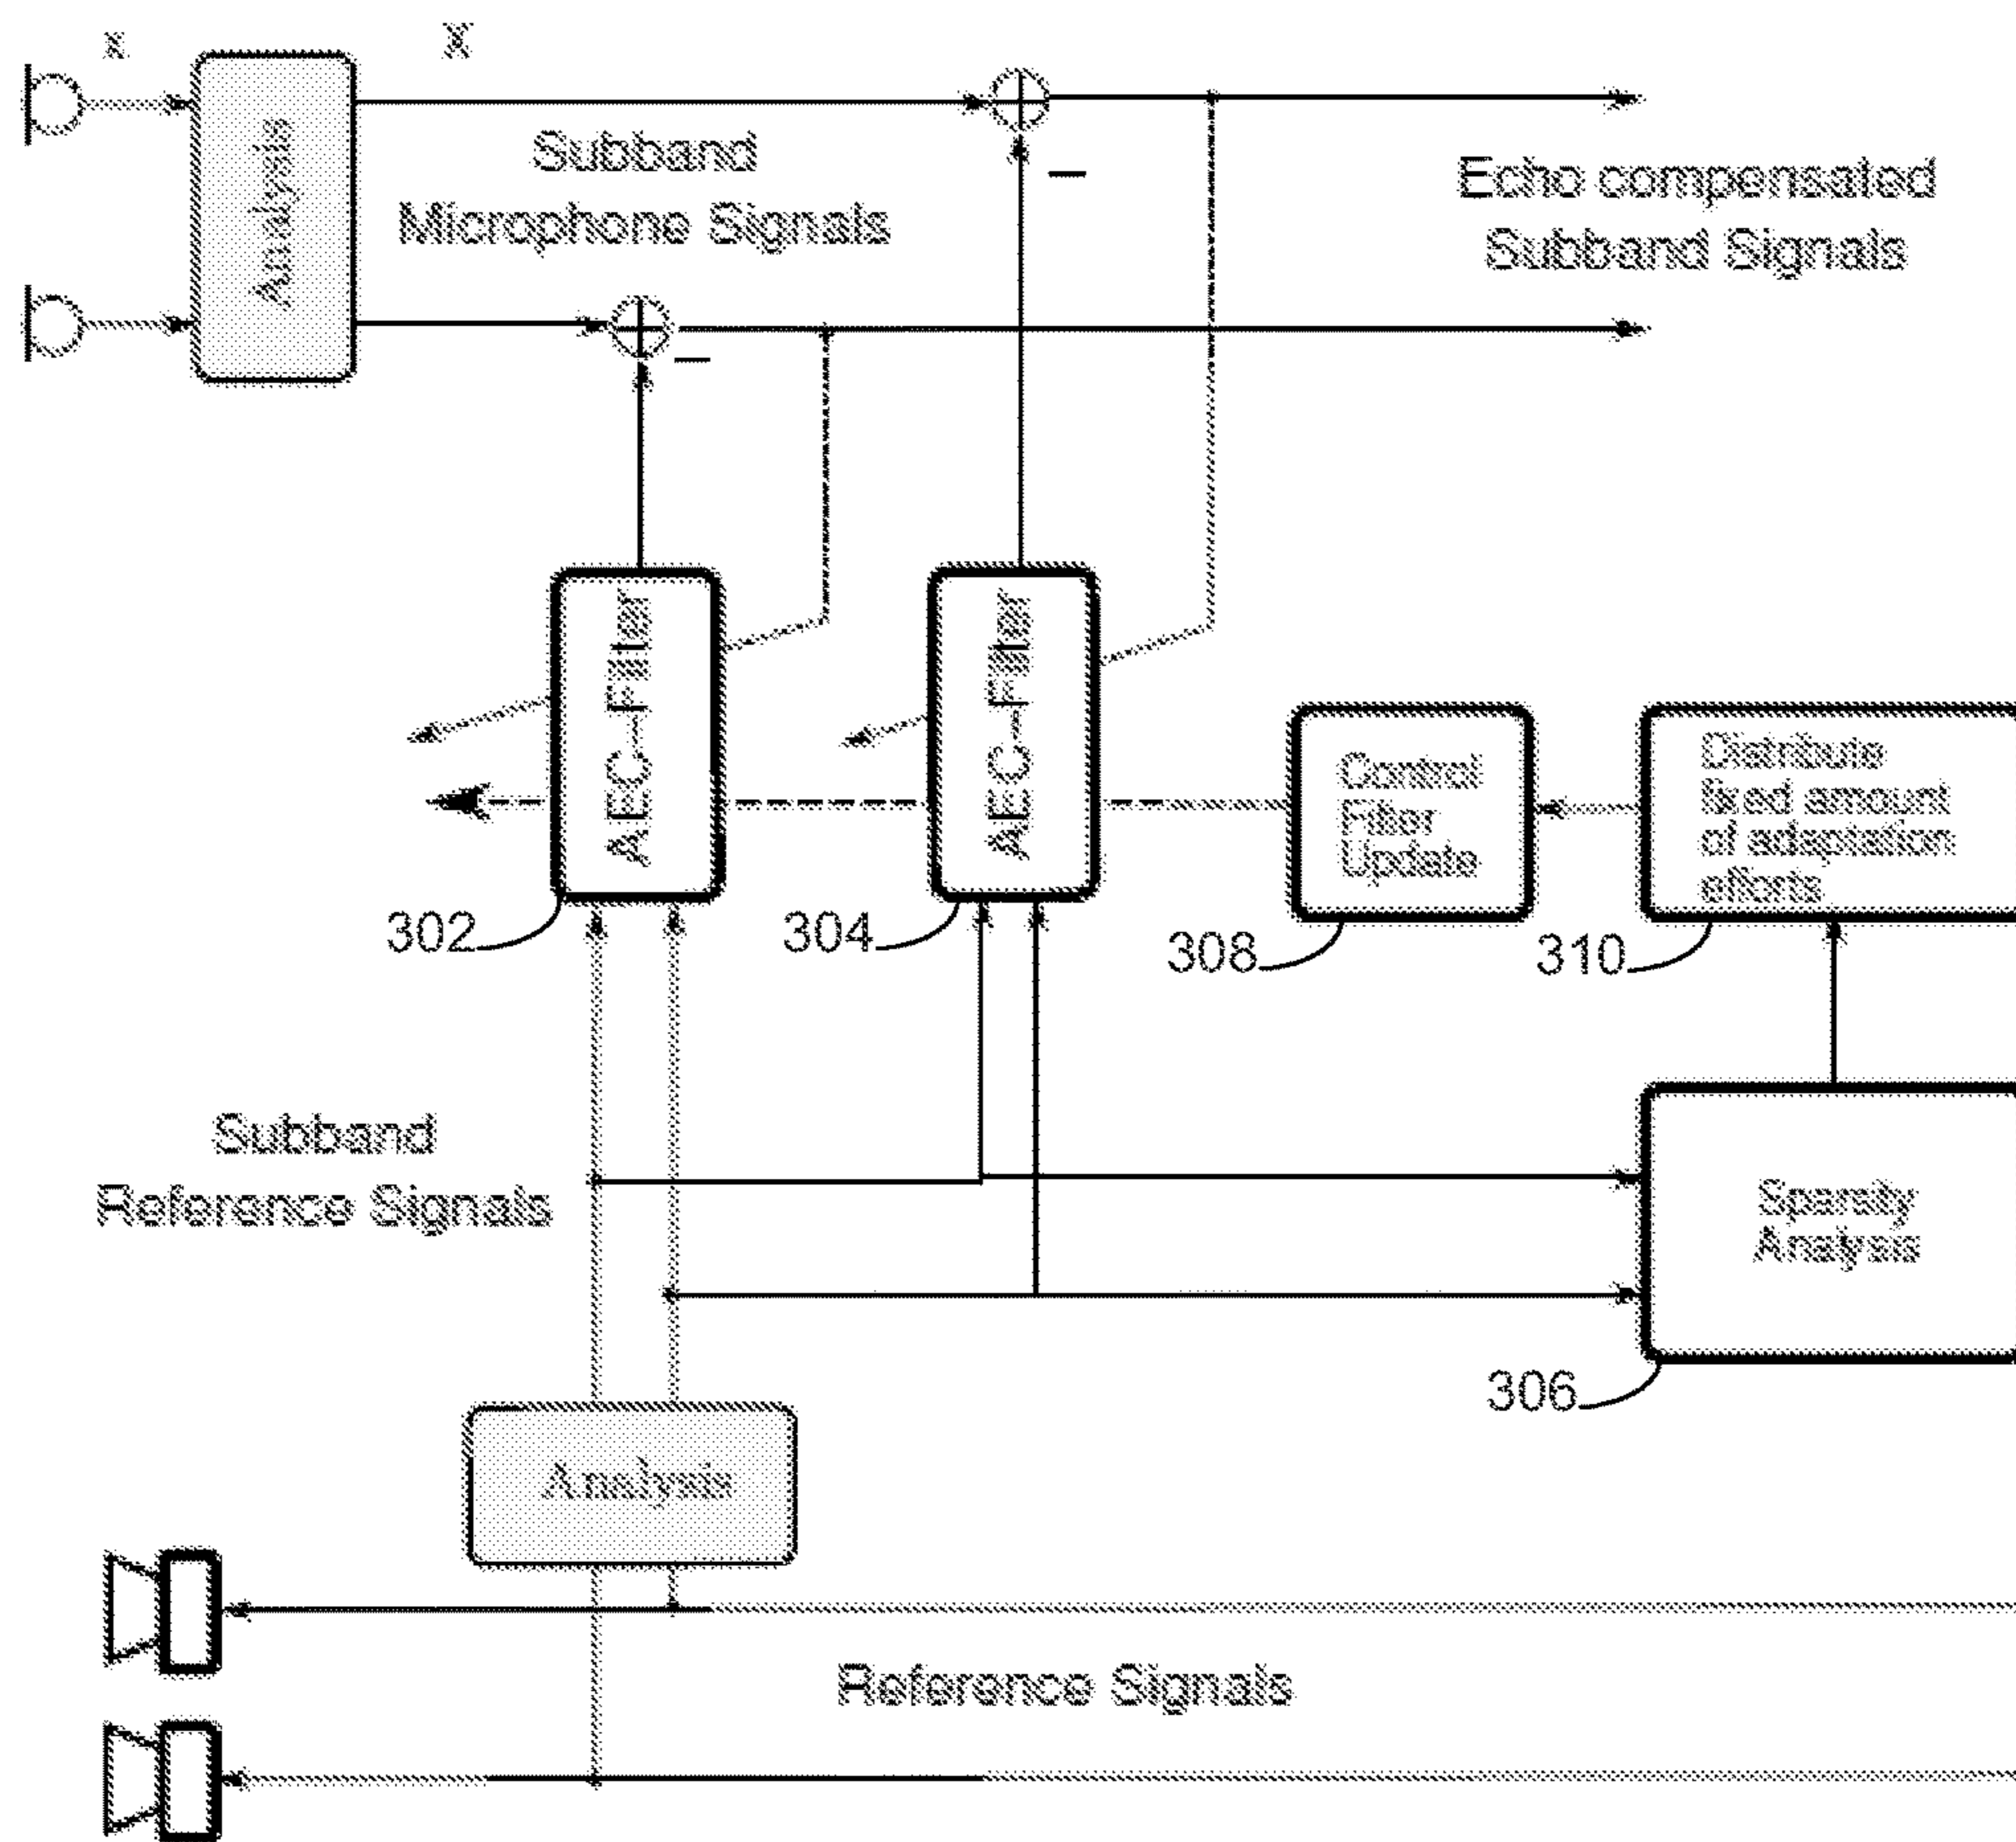 x
X
Analysis
Subband
Microphone Signals
Echo compensated
Subband Signals
AEC–Filter
AEC–Filter
Control
Filter
Update
Distribute
fixed amount
of adaptation
efforts
302
304
308
310
Subband
Reference Signals
Sparsity
Analysis
306
Analysis
Reference Signals